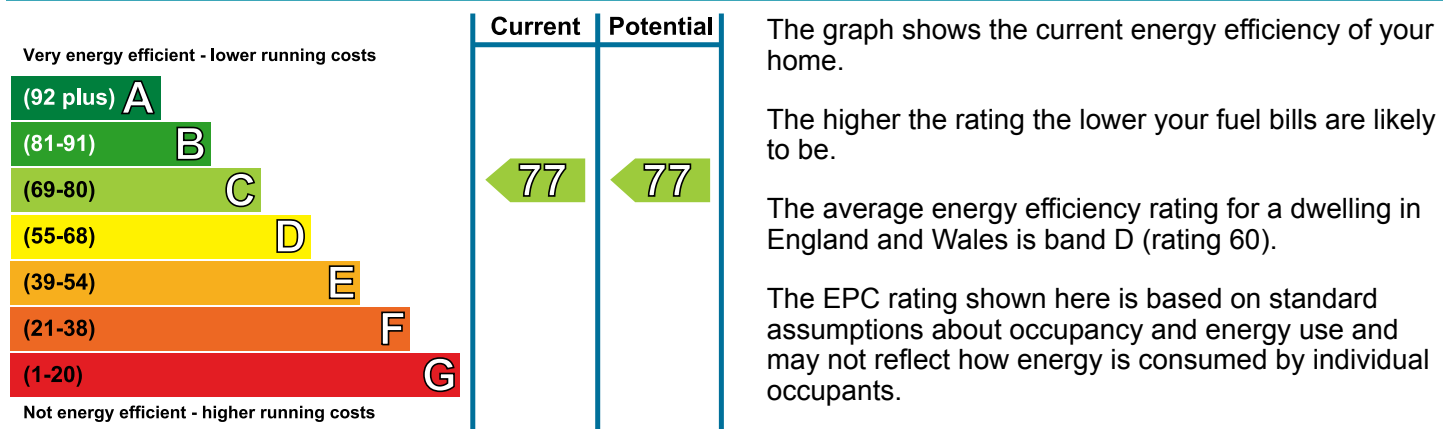 Current Potential
Very energy efficient - lower running costs
(92 plus) A
(81-91) B
(69-80) C
77 77
(55-68) D
(39-54) E
(21-38) F
(1-20) G
Not energy efficient - higher running costs
The graph shows the current energy efficiency of your
home.
The higher the rating the lower your fuel bills are likely
to be.
The average energy efficiency rating for a dwelling in
England and Wales is band D (rating 60).
The EPC rating shown here is based on standard
assumptions about occupancy and energy use and
may not reflect how energy is consumed by individual
occupants.